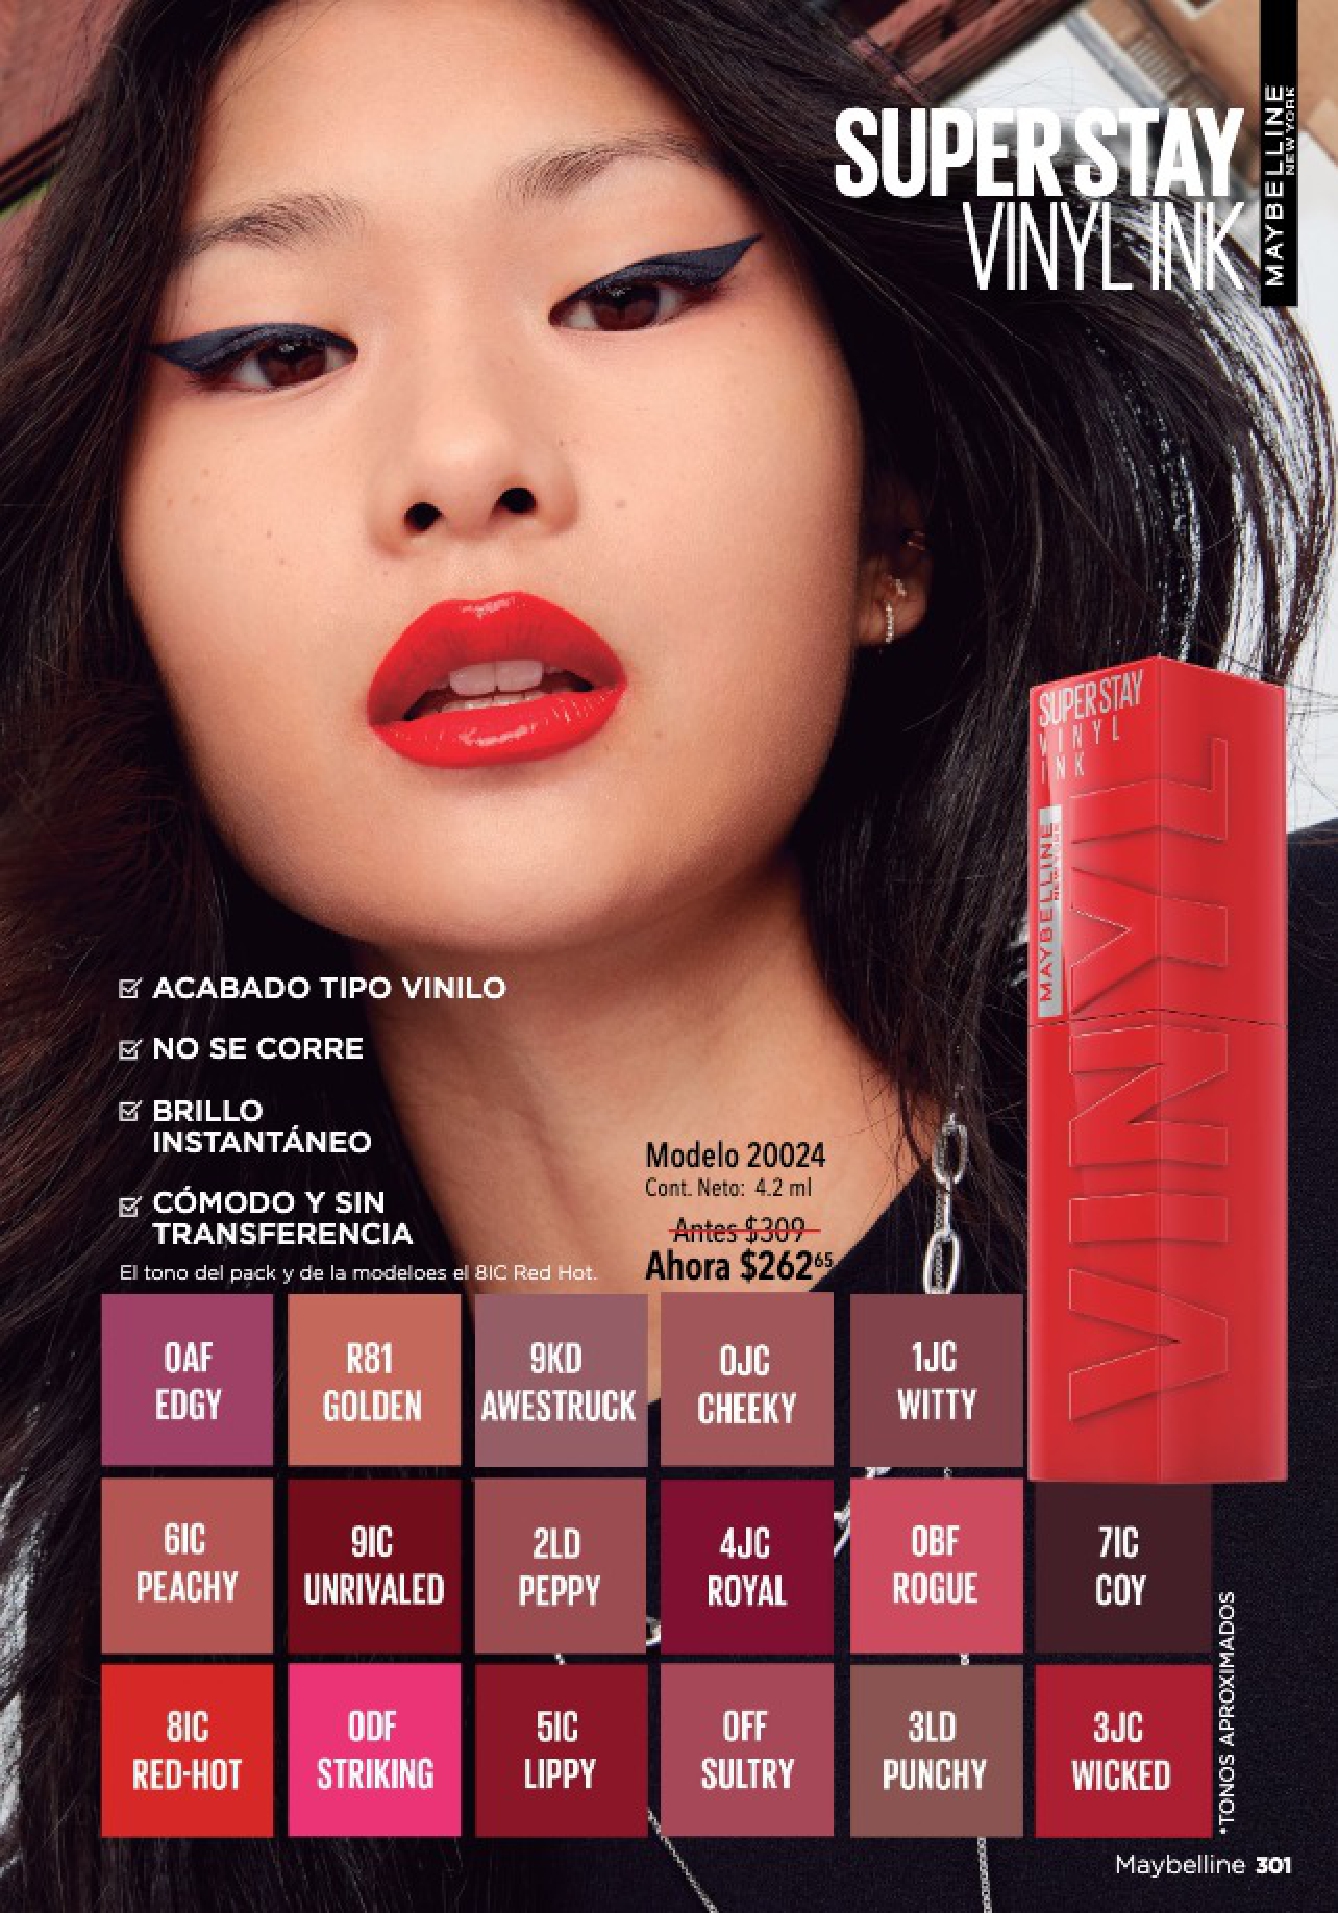 SUPER STAY
VINYL INK
MAYBELLINE
NEW YORK
SUPERSTAY
VINYL
INK
MAYBELLINE
NEW YORK
VINYL
ACABADO TIPO VINILO
NO SE CORRE
BRILLO
INSTANTÁNEO
CÓMODO Y SIN
TRANSFERENCIA
El tono del pack y de la modeloes el 8IC Red Hot.
Modelo 20024
Cont. Neto: 4.2 ml
Antes $309
Ahora $262⁶⁵
0AF
EDGY
R81
GOLDEN
9KD
AWESTRUCK
0JC
CHEEKY
1JC
WITTY
6IC
PEACHY
9IC
UNRIVALED
2LD
PEPPY
4JC
ROYAL
0BF
ROGUE
7IC
COY
8IC
RED-HOT
0DF
STRIKING
5IC
LIPPY
0FF
SULTRY
3LD
PUNCHY
3JC
WICKED
*TONOS APROXIMADOS
Maybelline 301